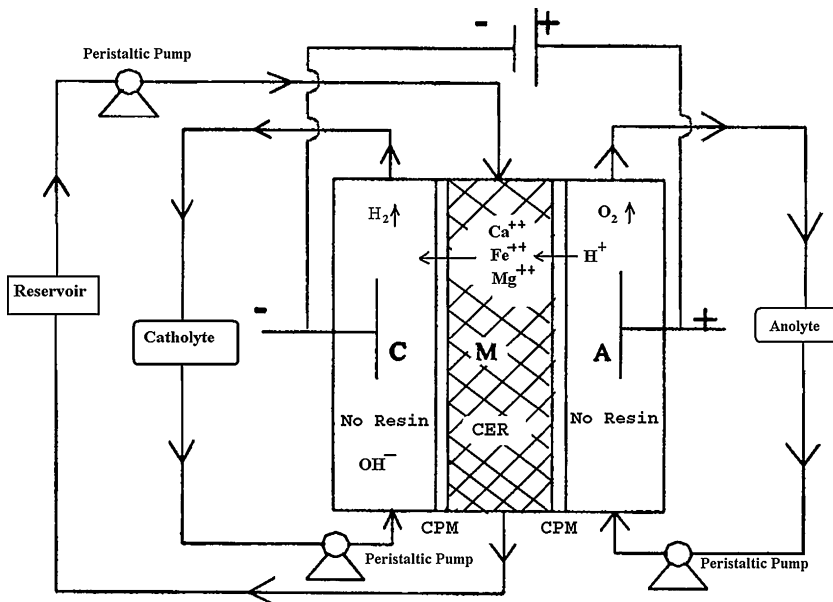 - +
Peristaltic Pump
H₂↑
O₂ ↑
Ca⁺⁺
Fe⁺⁺
H⁺
Mg⁺⁺
Reservoir
Catholyte
-
C
M
A
+
Anolyte
No Resin
CER
No Resin
OH⁻
CPM
CPM
Peristaltic Pump
Peristaltic Pump